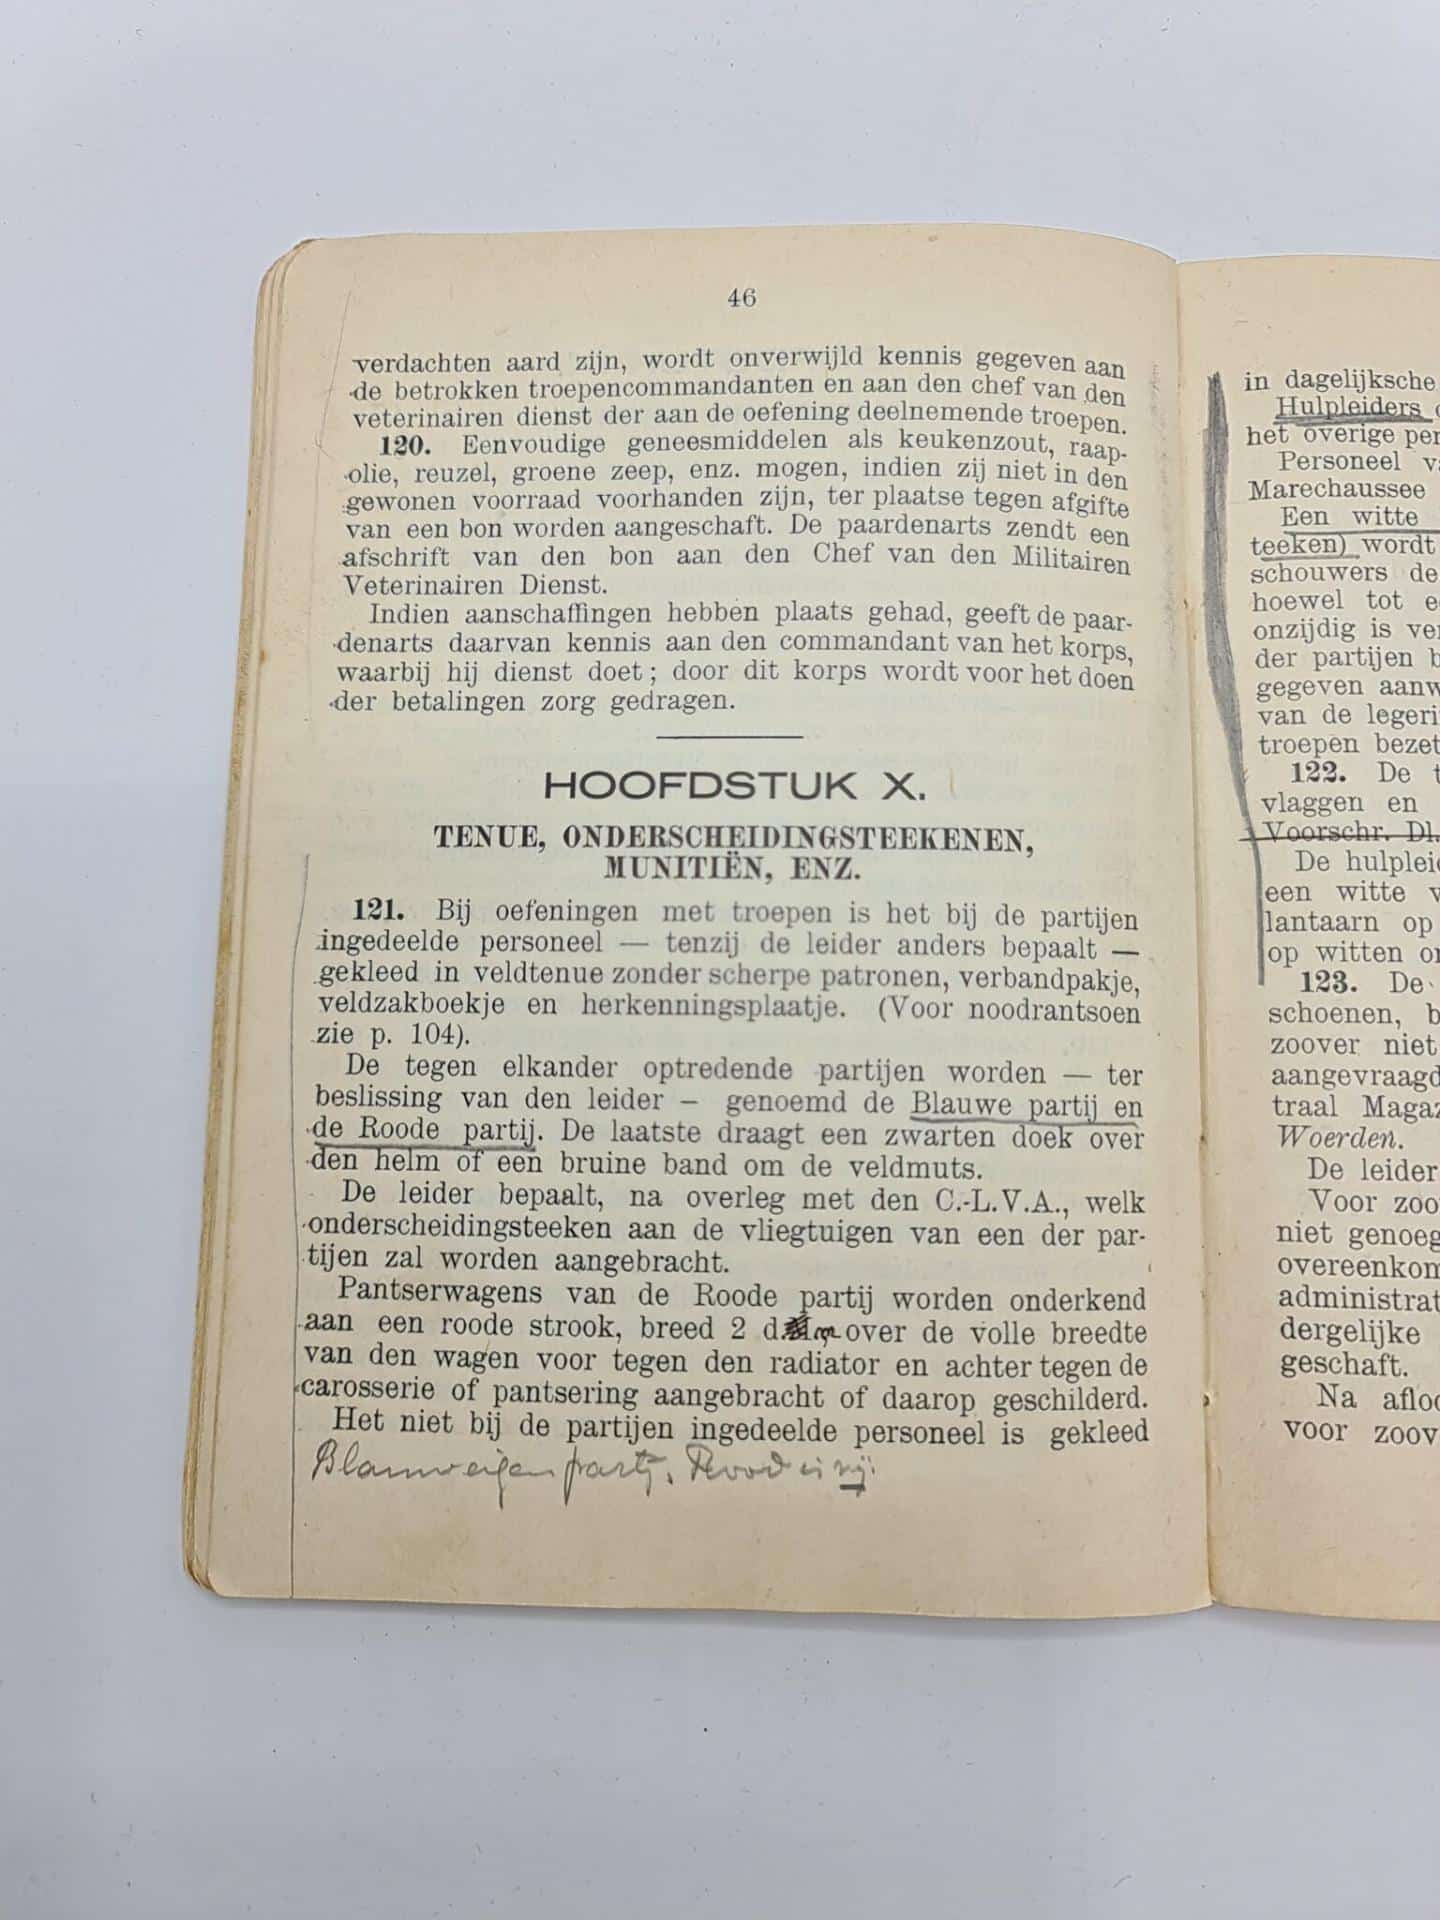 46
verdachten aard zijn, wordt onverwijld kennis gegeven aan
de betrokken troepencommandanten en aan den chef van den
veterinairen dienst der aan de oefening deelnemende troepen.
120. Eenvoudige geneesmiddelen als keukenzout, raap-
olie, reuzel, groene zeep, enz. mogen, indien zij niet in den
gewonen voorraad voorhanden zijn, ter plaatse tegen afgifte
van een bon worden aangeschaft. De paardenarts zendt een
afschrift van den bon aan den Chef van den Militairen
Veterinairen Dienst.
Indien aanschaffingen hebben plaats gehad, geeft de paar-
denarts daarvan kennis aan den commandant van het korps,
waarbij hij dienst doet; door dit korps wordt voor het doen
der betalingen zorg gedragen.
HOOFDSTUK X.
TENUE, ONDERSCHEIDINGSTEEKENEN,
MUNITIËN, ENZ.
121. Bij oefeningen met troepen is het bij de partijen
ingedeelde personeel — tenzij de leider anders bepaalt —
gekleed in veldtenue zonder scherpe patronen, verbandpakje,
veldzakboekje en herkenningsplaatje. (Voor noodrantsoen
zie p. 104).
De tegen elkander optredende partijen worden — ter
beslissing van den leider – genoemd de Blauwe partij en
de Roode partij. De laatste draagt een zwarten doek over
den helm of een bruine band om de veldmuts.
De leider bepaalt, na overleg met den C.-L.V.A., welk
onderscheidingsteeken aan de vliegtuigen van een der par-
tijen zal worden aangebracht.
Pantserwagens van de Roode partij worden onderkend
aan een roode strook, breed 2 over de volle breedte
van den wagen voor tegen den radiator en achter tegen de
carosserie of pantsering aangebracht of daarop geschilderd.
Het niet bij de partijen ingedeelde personeel is gekleed
Blauw eigen partij. Rood is vij.
in dagelijksche
Hulpleiders
het overige
Personeel
Marechaussee
Een witte
teeken) wordt
schouwers
hoewel tot
onzijdig is
der partijen
gegeven
van de
troepen
122. De
vlaggen en
Voorschr. Dl.
De
een witte
lantaarn op
op witten
123. De
schoenen,
zoover niet
aangevraagd
traal
Woerden.
De leider
Voor
niet genoeg
dergelijke
geschaft.
Na
voor